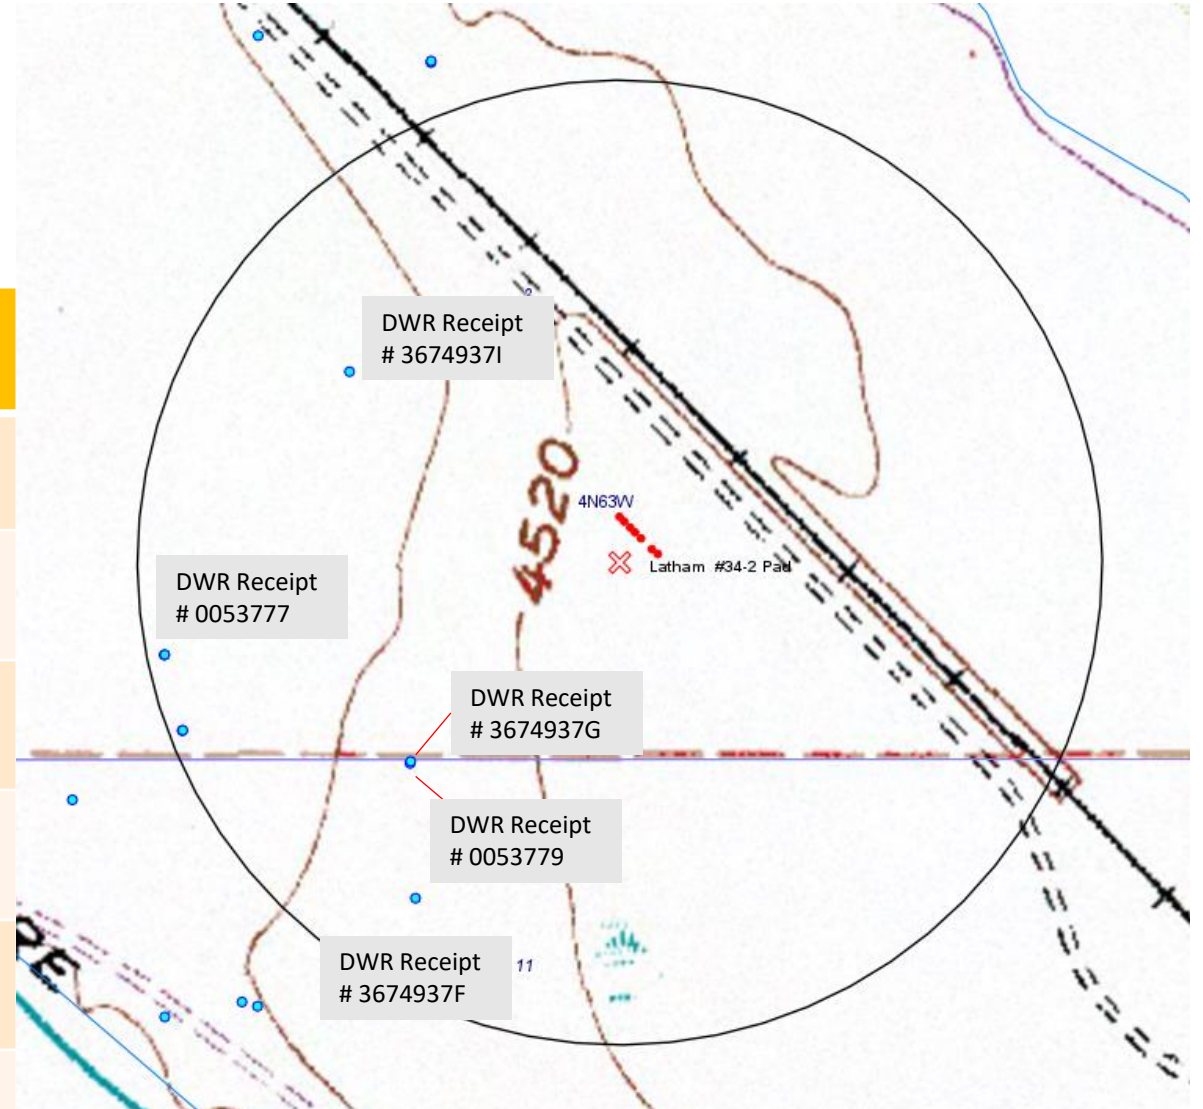 2
DWR Receipt
# 3674937I
4520
4N63W
Latham #34-2 Pad
DWR Receipt
# 0053777
DWR Receipt
# 3674937G
DWR Receipt
# 0053779
DWR Receipt
# 3674937F
11